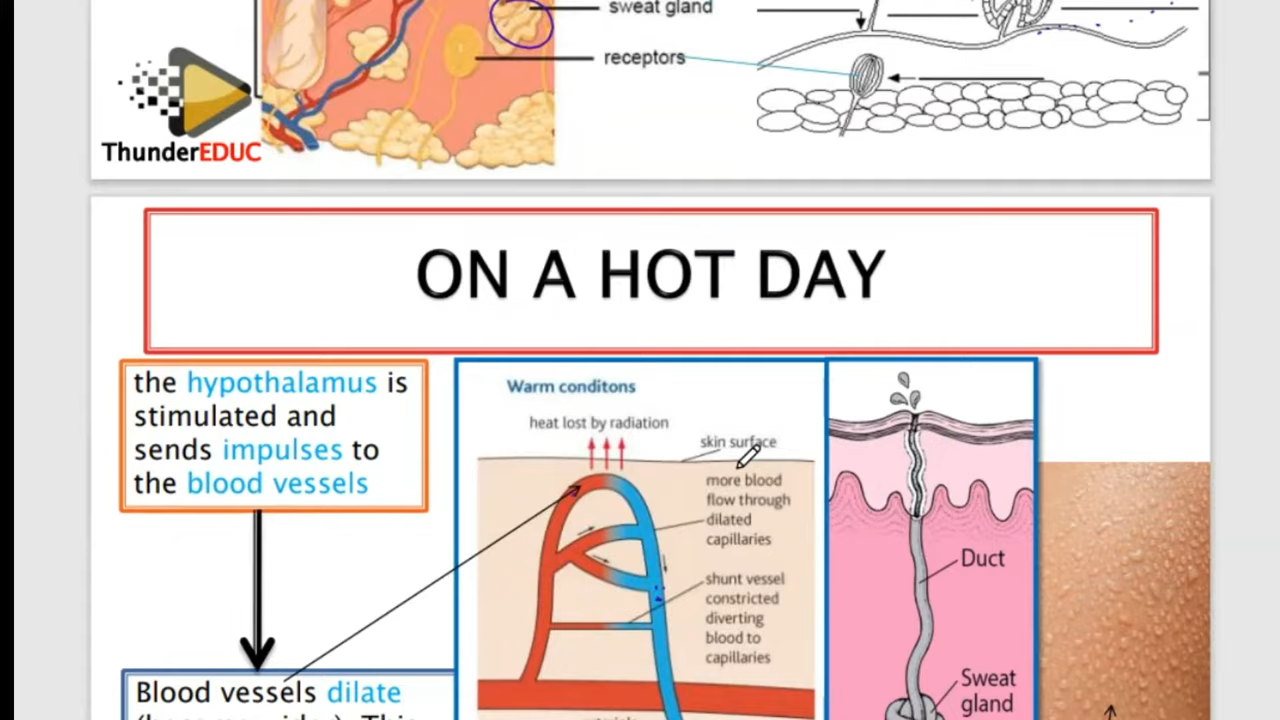 sweat gland
receptors
ThunderEDUC
ON A HOT DAY
the hypothalamus is
stimulated and
sends impulses to
the blood vessels
Warm conditons
heat lost by radiation
skin surface
more blood
flow through
dilated
capillaries
shunt vessel
constricted
diverting
blood to
capillaries
Duct
Sweat
gland
Blood vessels dilate